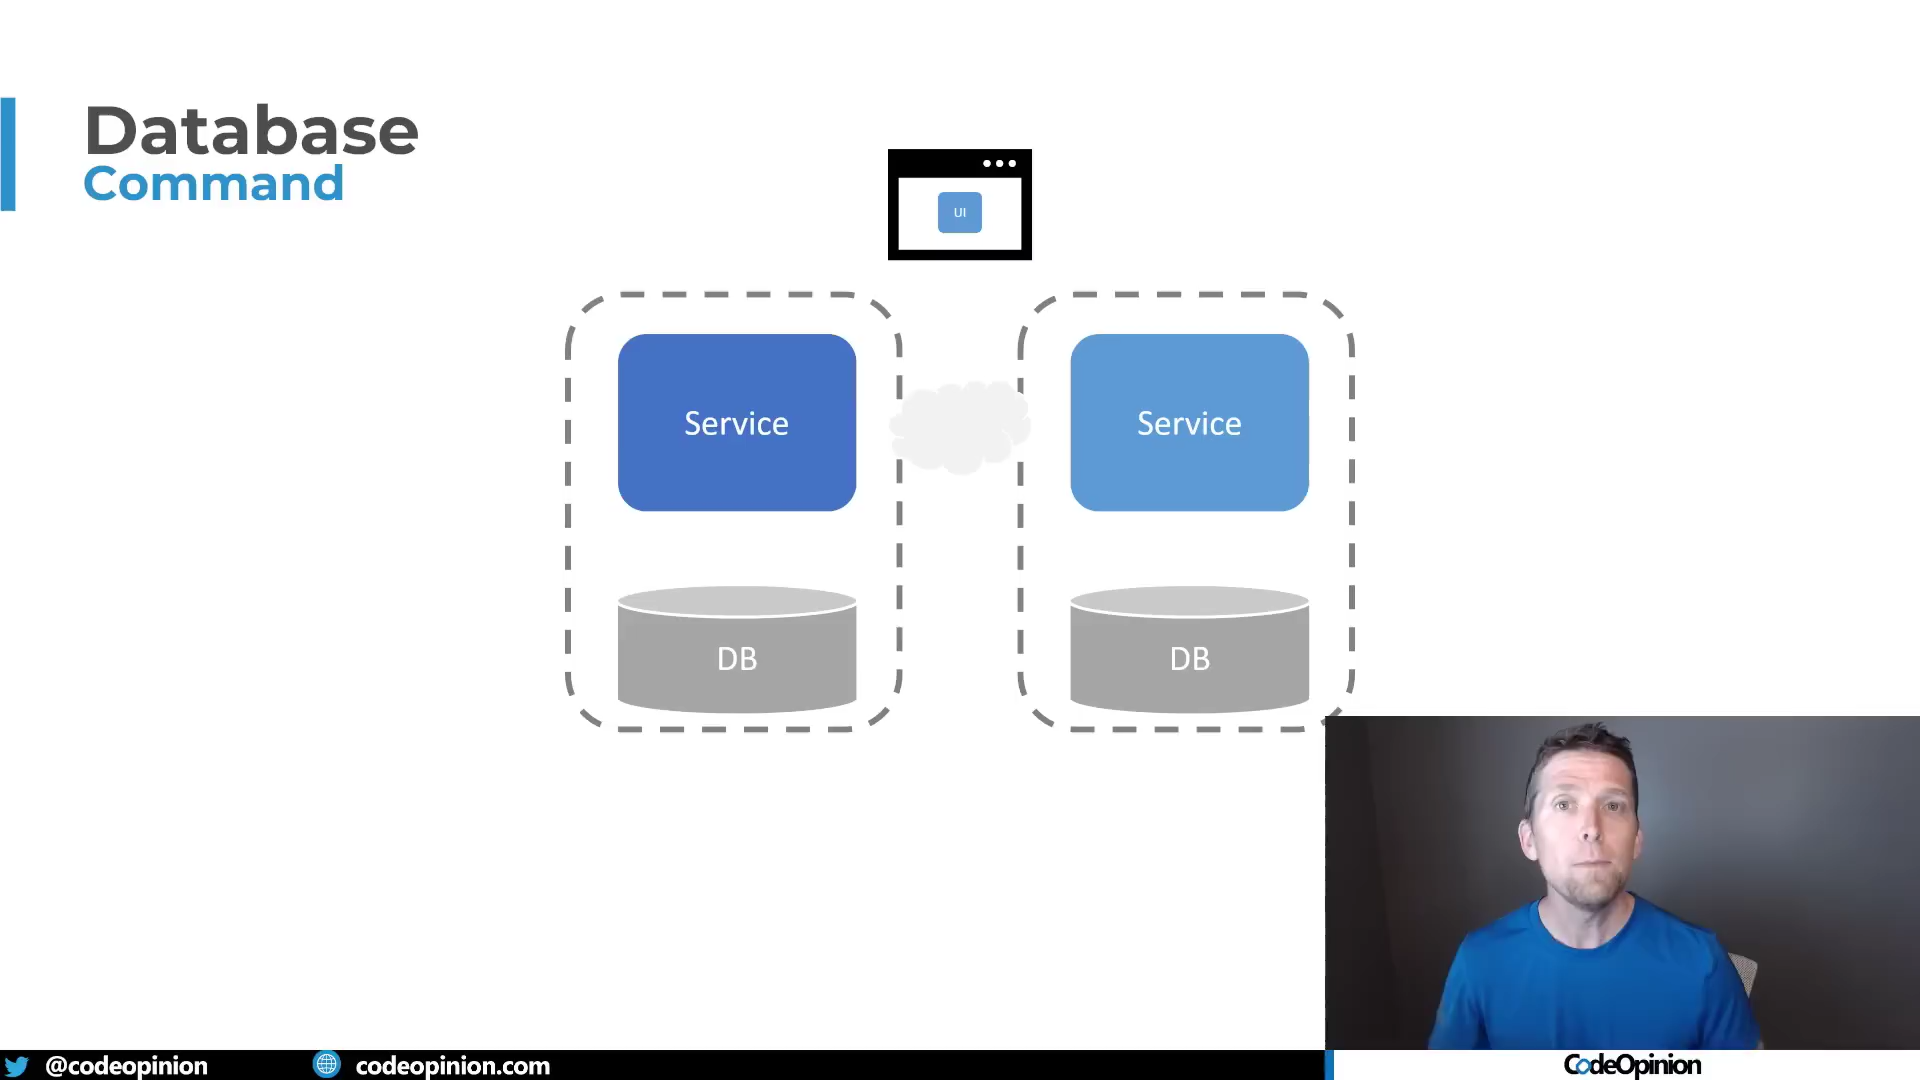 Database
Command
UI
Service
Service
DB
DB
@codeopinion
codeopinion.com
CodeOpinion